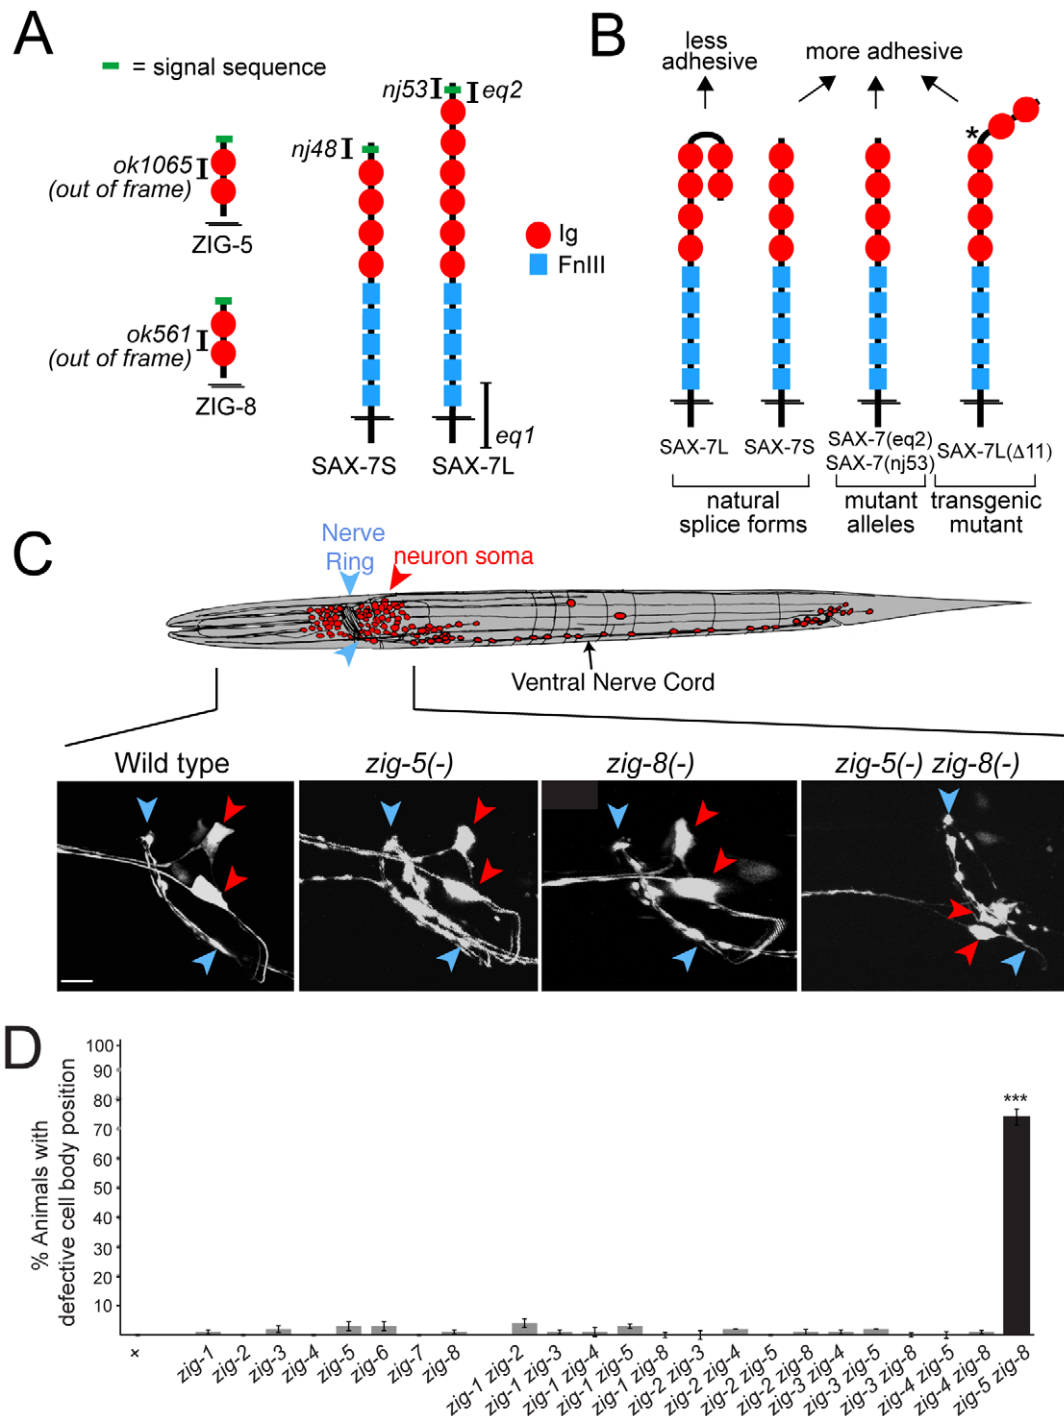 A
= signal sequence
ok1065
(out of frame)
ZIG-5
ok561
(out of frame)
ZIG-8
nj48
nj53
eq2
Ig
FnIII
eq1
SAX-7S
SAX-7L
B
less
adhesive
more adhesive
*
SAX-7L
SAX-7S
SAX-7(eq2)
SAX-7(nj53)
SAX-7L(Δ11)
natural
splice forms
mutant
alleles
transgenic
mutant
C
Nerve
Ring
neuron soma
Ventral Nerve Cord
Wild type
zig-5(-)
zig-8(-)
zig-5(-) zig-8(-)
D
% Animals with
defective cell body position
100
90
80
70
60
50
40
30
20
10
***
+
zig-1
zig-2
zig-3
zig-4
zig-5
zig-6
zig-7
zig-8
zig-1 zig-2
zig-1 zig-3
zig-1 zig-4
zig-1 zig-5
zig-1 zig-8
zig-2 zig-3
zig-2 zig-4
zig-2 zig-5
zig-2 zig-8
zig-3 zig-4
zig-3 zig-5
zig-3 zig-8
zig-4 zig-5
zig-4 zig-8
zig-5 zig-8